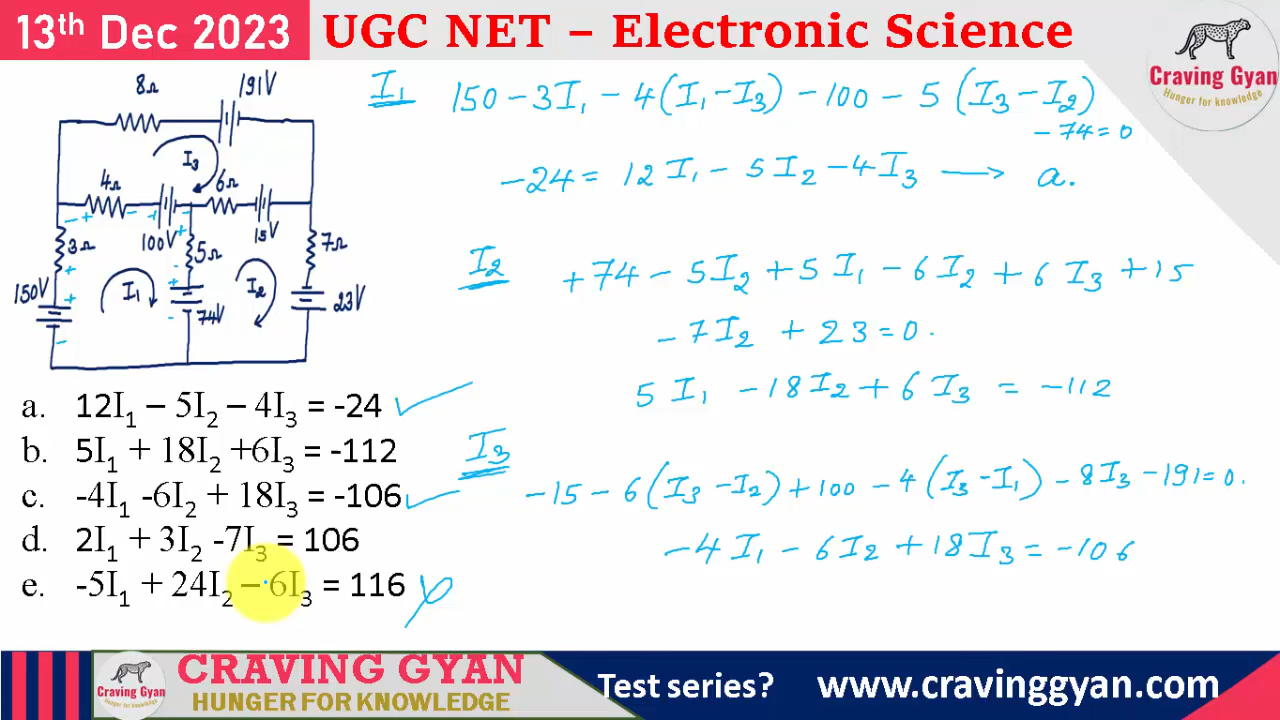 13th Dec 2023
UGC NET – Electronic Science
Craving Gyan
Hunger for knowledge
8Ω 191V
I₃
4Ω 6Ω
3Ω 100V 5Ω 15V 7Ω
150V I₁ I₂ 74V 23V
I₁ 150 - 3I₁ - 4(I₁ - I₃) - 100 - 5 (I₃ - I₂)
- 74 = 0
-24 = 12I₁ - 5I₂ - 4I₃ → a.
I₂ +74 - 5I₂ + 5I₁ - 6I₂ + 6I₃ + 15
- 7I₂ + 23 = 0.
5I₁ - 18I₂ + 6I₃ = -112
I₃
-15 - 6(I₃ - I₂) + 100 - 4(I₃ - I₁) - 8I₃ - 191 = 0.
-4I₁ - 6I₂ + 18I₃ = -106
a. 12I₁ – 5I₂ – 4I₃ = -24
b. 5I₁ + 18I₂ +6I₃ = -112
c. -4I₁ -6I₂ + 18I₃ = -106
d. 2I₁ + 3I₂ -7I₃ = 106
e. -5I₁ + 24I₂ – 6I₃ = 116
Craving Gyan
Hunger for knowledge
CRAVING GYAN
HUNGER FOR KNOWLEDGE
Test series? www.cravinggyan.com